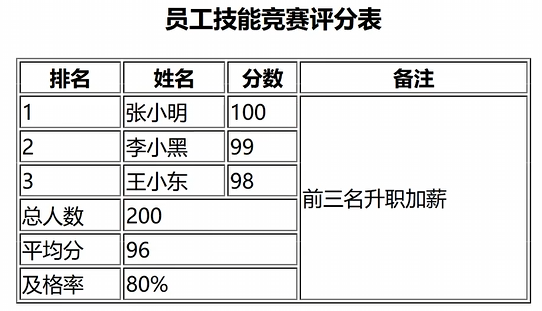 员工技能竞赛评分表
排名 姓名 分数 备注
1 张小明 100
2 李小黑 99
3 王小东 98
前三名升职加薪
总人数 200
平均分 96
及格率 80%